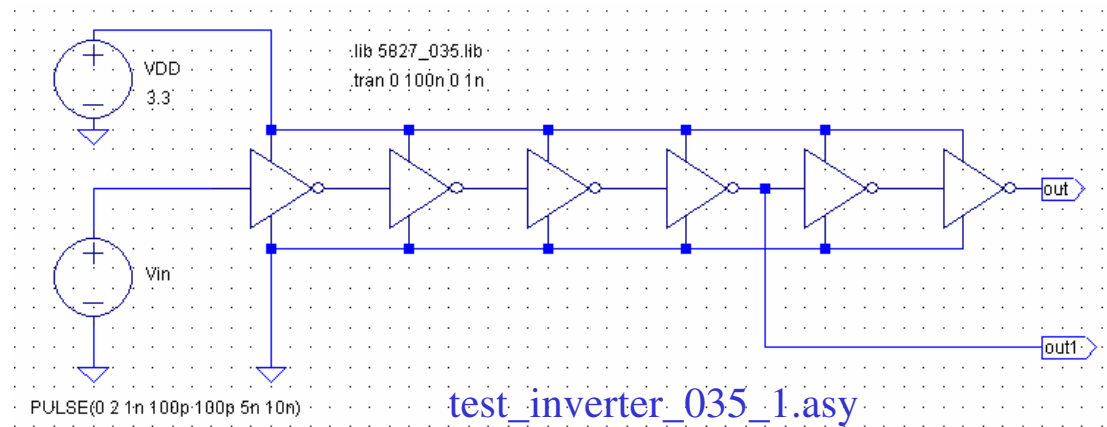 .lib 5827_035.lib
VDD
.tran 0 100n 0 1n
3.3
out
Vin
out1
PULSE(0 2 1n 100p 100p 5n 10n)
test_inverter_035_1.asy